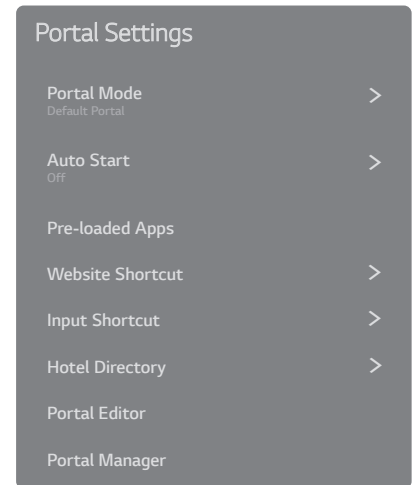 Portal Settings
Portal Mode
Default Portal
Auto Start
Off
Pre-loaded Apps
Website Shortcut
Input Shortcut
Hotel Directory
Portal Editor
Portal Manager